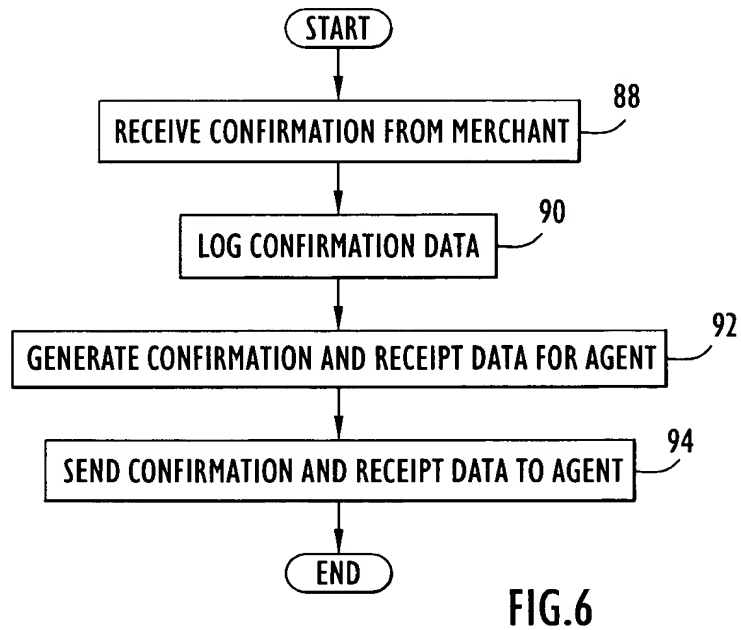 START
RECEIVE CONFIRMATION FROM MERCHANT
88
LOG CONFIRMATION DATA
90
GENERATE CONFIRMATION AND RECEIPT DATA FOR AGENT
92
SEND CONFIRMATION AND RECEIPT DATA TO AGENT
94
END
FIG.6